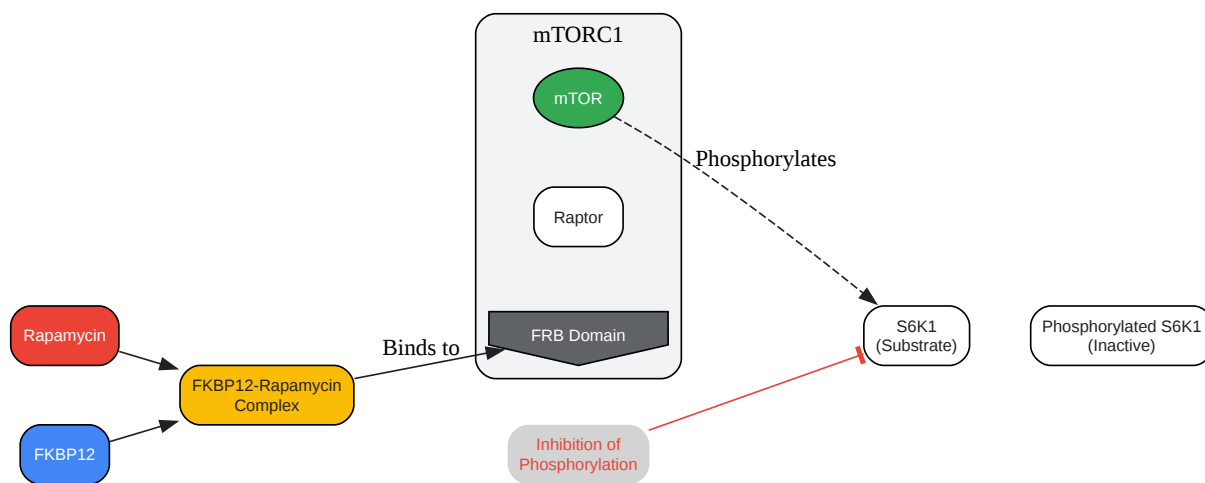 mTORC1
mTOR
Phosphorylates
Raptor
Rapamycin
FRB Domain
S6K1
(Substrate)
Phosphorylated S6K1
(Inactive)
Binds to
FKBP12-Rapamycin
Complex
FKBP12
Inhibition of
Phosphorylation